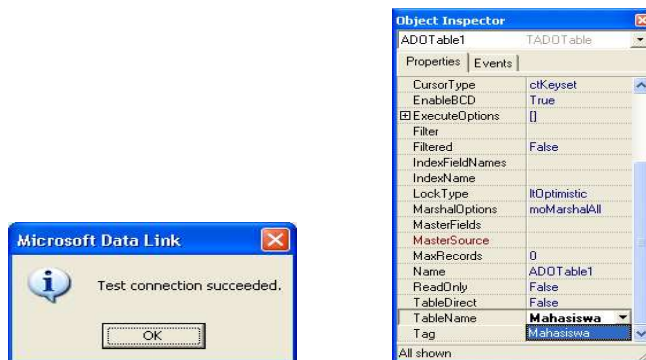 Microsoft Data Link
Test connection succeeded.
OK
Object Inspector
ADOTable1 TADOTable
Properties Events
CursorType ctKeyset
EnableBCD True
ExecuteOptions []
Filter
Filtered False
IndexFieldNames
IndexName
LockType ltOptimistic
MarshalOptions moMarshalAll
MasterFields
MasterSource
MaxRecords 0
Name ADOTable1
ReadOnly False
TableDirect False
TableName Mahasiswa
Tag Mahasiswa
All shown